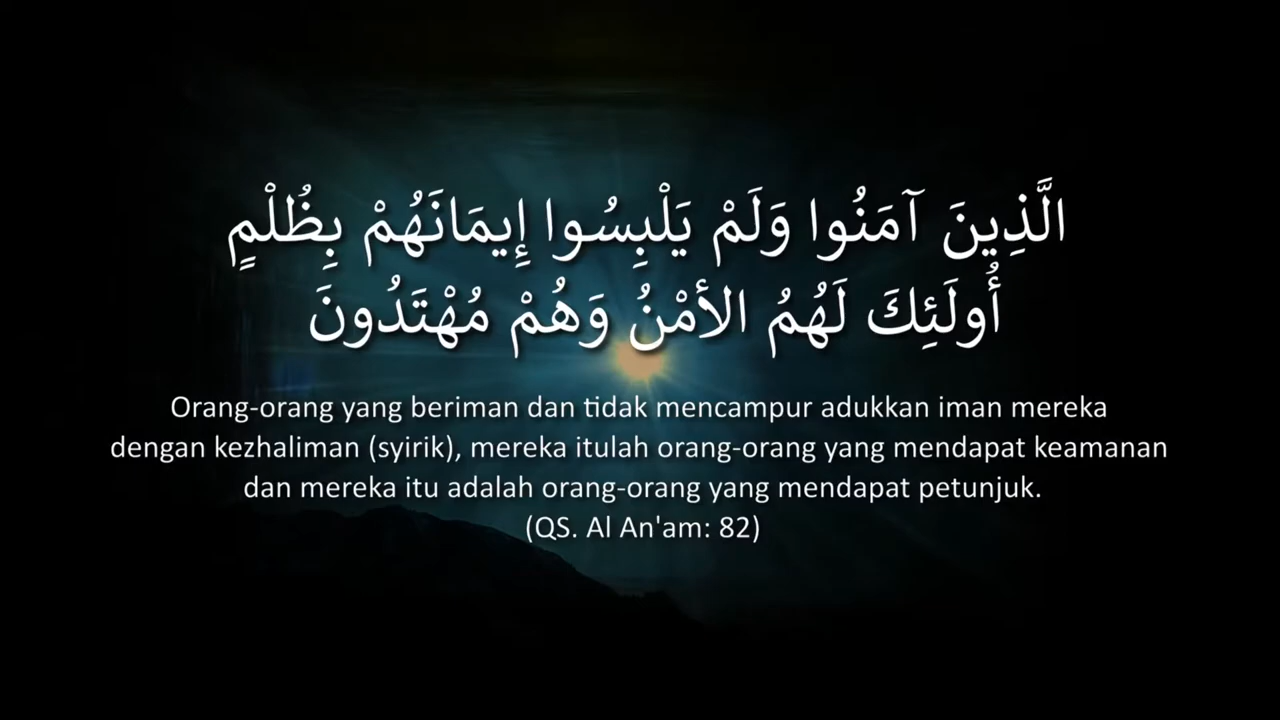 الَّذِينَ آمَنُوا وَلَمْ يَلْبِسُوا إِيمَانَهُمْ بِظُلْمٍ
أُولَئِكَ لَهُمُ الأمْنُ وَهُمْ مُهْتَدُونَ
Orang-orang yang beriman dan tidak mencampur adukkan iman mereka
dengan kezhaliman (syirik), mereka itulah orang-orang yang mendapat keamanan
dan mereka itu adalah orang-orang yang mendapat petunjuk.
(QS. Al An'am: 82)